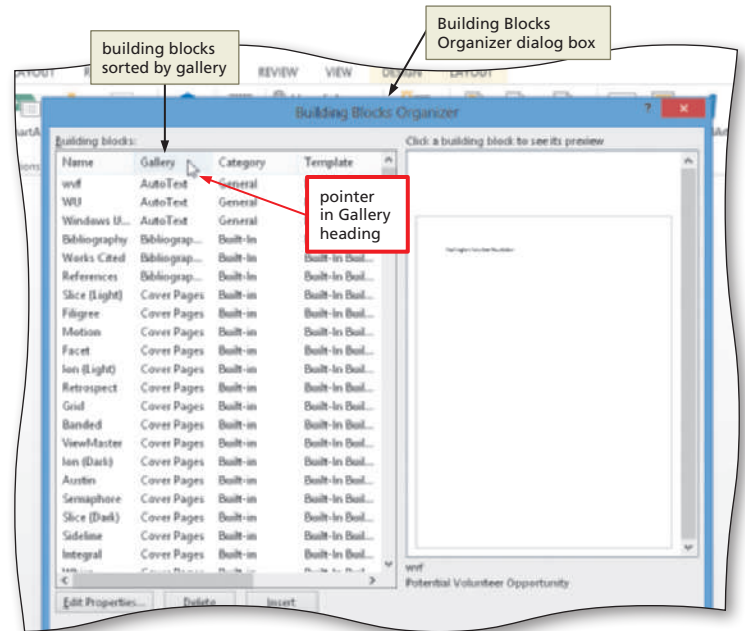 building blocks
sorted by gallery
Building Blocks
Organizer dialog box
REVIEW VIEW DESIGN LAYOUT
Building Blocks Organizer
?
Building blocks:
Click a building block to see its preview
Name Gallery Category Template
wvf AutoText General
WU AutoText General
Windows U... AutoText General
pointer
in Gallery
heading
Bibliography Bibliograp... Built-In
Works Cited Bibliograp... Built-In Built-In Buil...
References Bibliograp... Built-In Built-In Buil...
Slice (Light) Cover Pages Built-in Built-In Buil...
Filigree Cover Pages Built-in Built-In Buil...
Motion Cover Pages Built-in Built-In Buil...
Facet Cover Pages Built-in Built-In Buil...
Ion (Light) Cover Pages Built-in Built-In Buil...
Retrospect Cover Pages Built-in Built-In Buil...
Grid Cover Pages Built-in Built-In Buil...
Banded Cover Pages Built-in Built-In Buil...
ViewMaster Cover Pages Built-in Built-In Buil...
Ion (Dark) Cover Pages Built-in Built-In Buil...
Austin Cover Pages Built-in Built-In Buil...
Semaphore Cover Pages Built-in Built-In Buil...
Slice (Dark) Cover Pages Built-in Built-In Buil...
Sideline Cover Pages Built-in Built-In Buil...
Integral Cover Pages Built-in Built-In Buil...
wvf
Potential Volunteer Opportunity
Edit Properties... Delete Insert